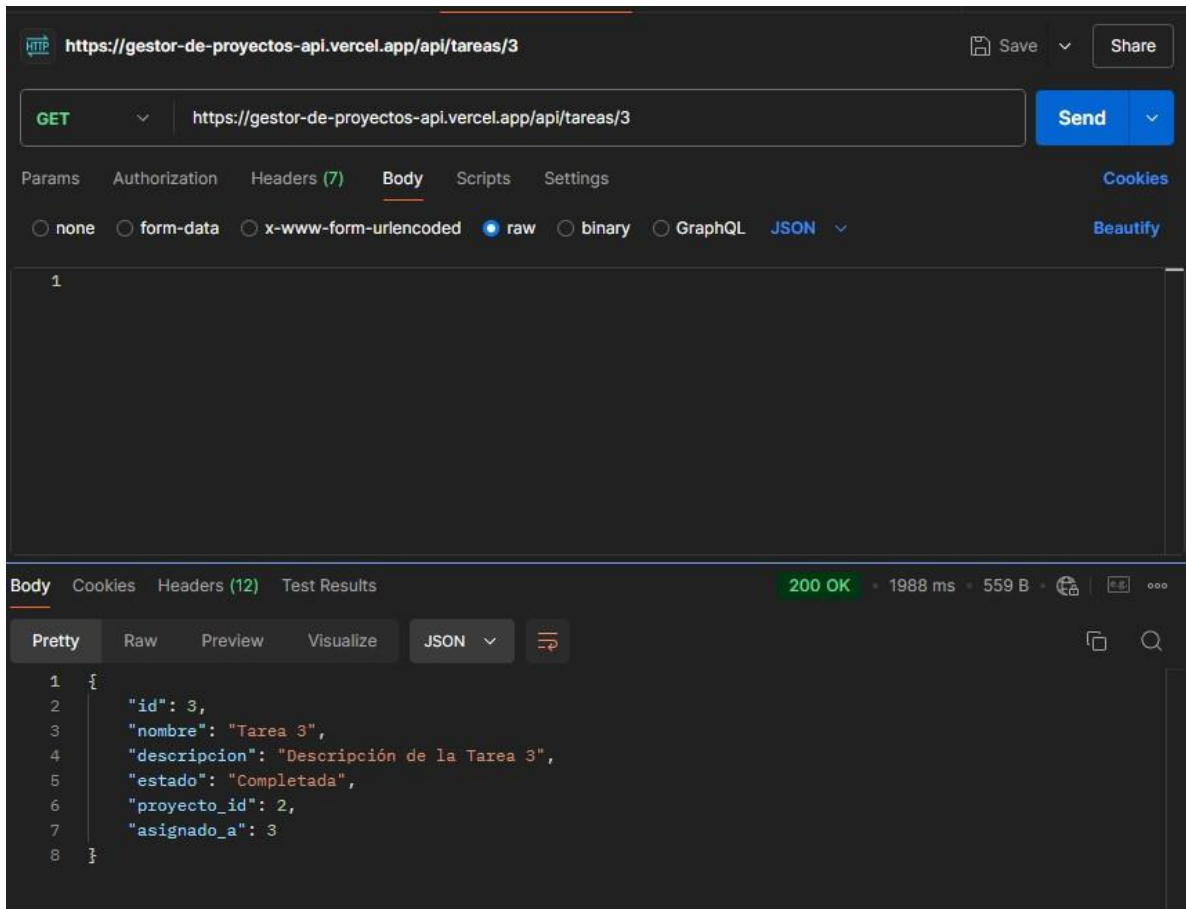 HTTP https://gestor-de-proyectos-api.vercel.app/api/tareas/3 Save Share
GET https://gestor-de-proyectos-api.vercel.app/api/tareas/3 Send
Params Authorization Headers (7) Body Scripts Settings Cookies
none form-data x-www-form-urlencoded raw binary GraphQL JSON Beautify
1
Body Cookies Headers (12) Test Results 200 OK • 1988 ms • 559 B • e.g.
Pretty Raw Preview Visualize JSON
1 {
2 "id": 3,
3 "nombre": "Tarea 3",
4 "descripcion": "Descripción de la Tarea 3",
5 "estado": "Completada",
6 "proyecto_id": 2,
7 "asignado_a": 3
8 }